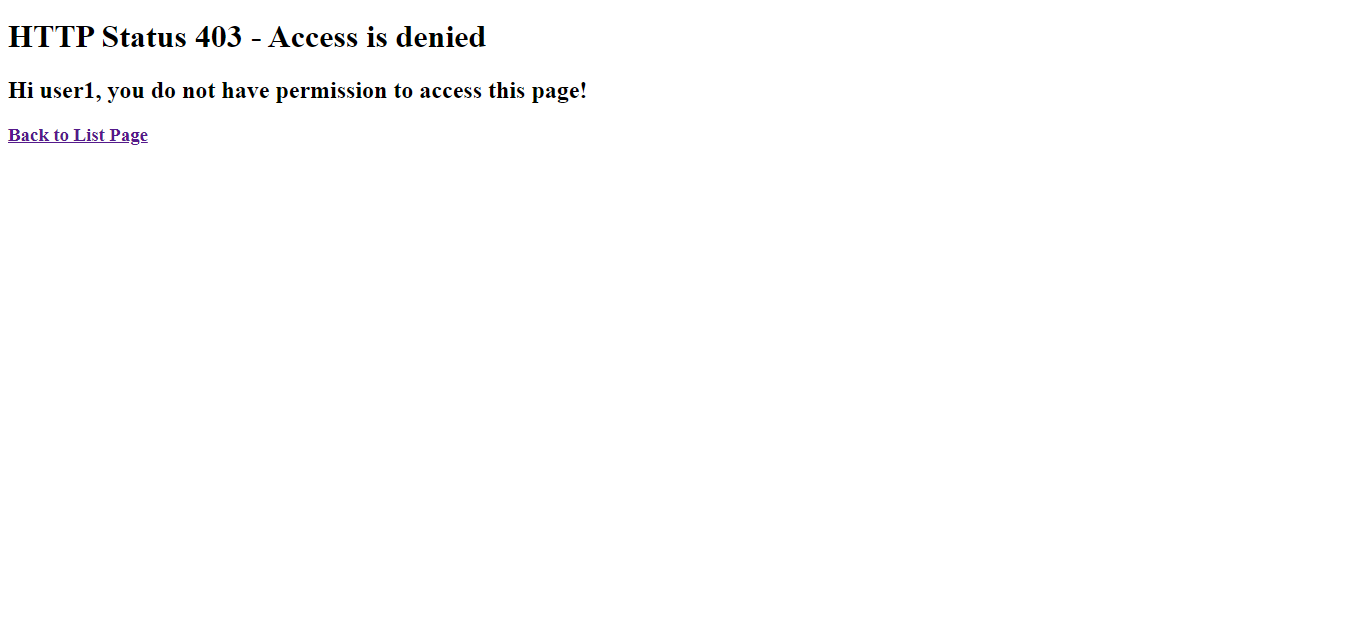 HTTP Status 403 - Access is denied
Hi user1, you do not have permission to access this page!
Back to List Page